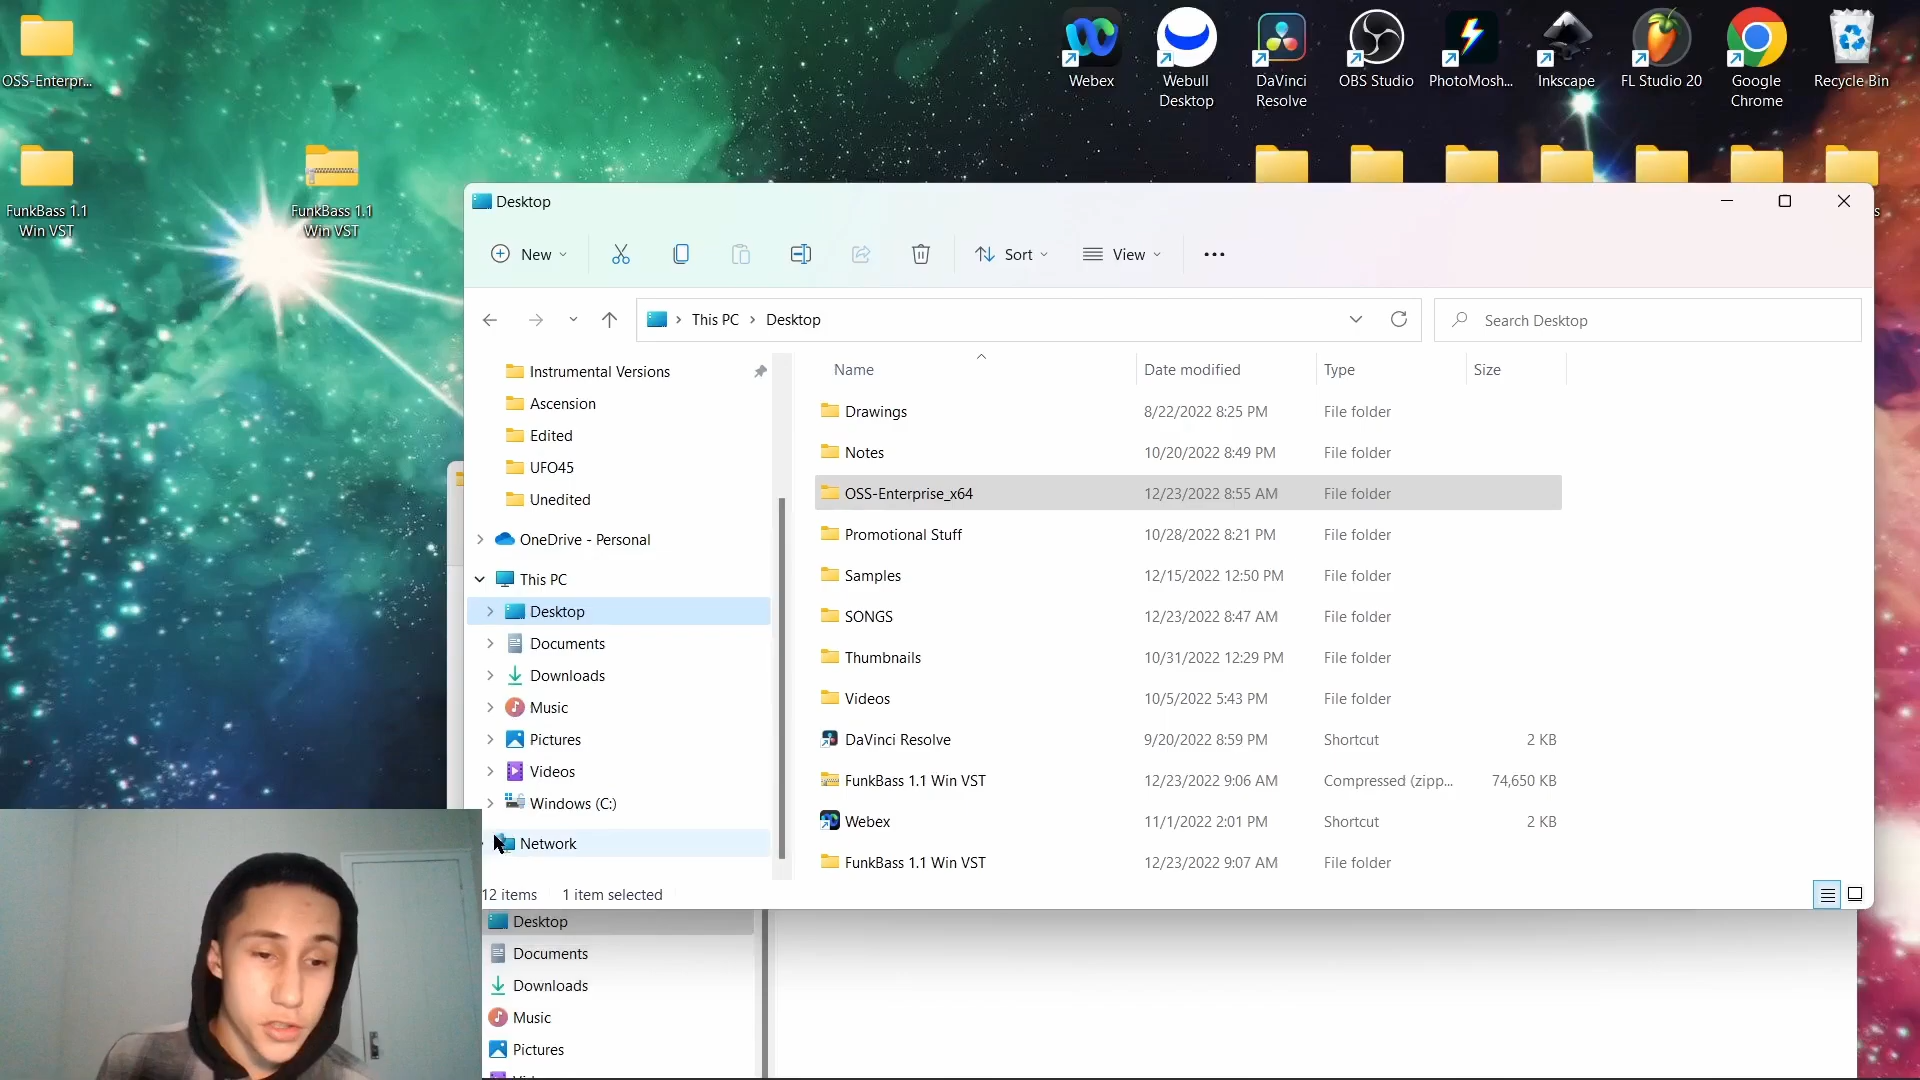 OSS-Enterpr...
Webex
Webull
Desktop
DaVinci
Resolve
OBS Studio
PhotoMosh...
Inkscape
FL Studio 20
Google
Chrome
Recycle Bin
FunkBass 1.1
Win VST
FunkBass 1.1
Win VST
Desktop
New
Sort
View
This PC
Desktop
Search Desktop
Name
Date modified
Type
Size
Instrumental Versions
Ascension
Edited
UFO45
Unedited
OneDrive - Personal
This PC
Desktop
Documents
Downloads
Music
Pictures
Videos
Windows (C:)
Network
Drawings 8/22/2022 8:25 PM File folder
Notes 10/20/2022 8:49 PM File folder
OSS-Enterprise_x64 12/23/2022 8:55 AM File folder
Promotional Stuff 10/28/2022 8:21 PM File folder
Samples 12/15/2022 12:50 PM File folder
SONGS 12/23/2022 8:47 AM File folder
Thumbnails 10/31/2022 12:29 PM File folder
Videos 10/5/2022 5:43 PM File folder
DaVinci Resolve 9/20/2022 8:59 PM Shortcut 2 KB
FunkBass 1.1 Win VST 12/23/2022 9:06 AM Compressed (zipp... 74,650 KB
Webex 11/1/2022 2:01 PM Shortcut 2 KB
FunkBass 1.1 Win VST 12/23/2022 9:07 AM File folder
12 items 1 item selected
Desktop
Documents
Downloads
Music
Pictures